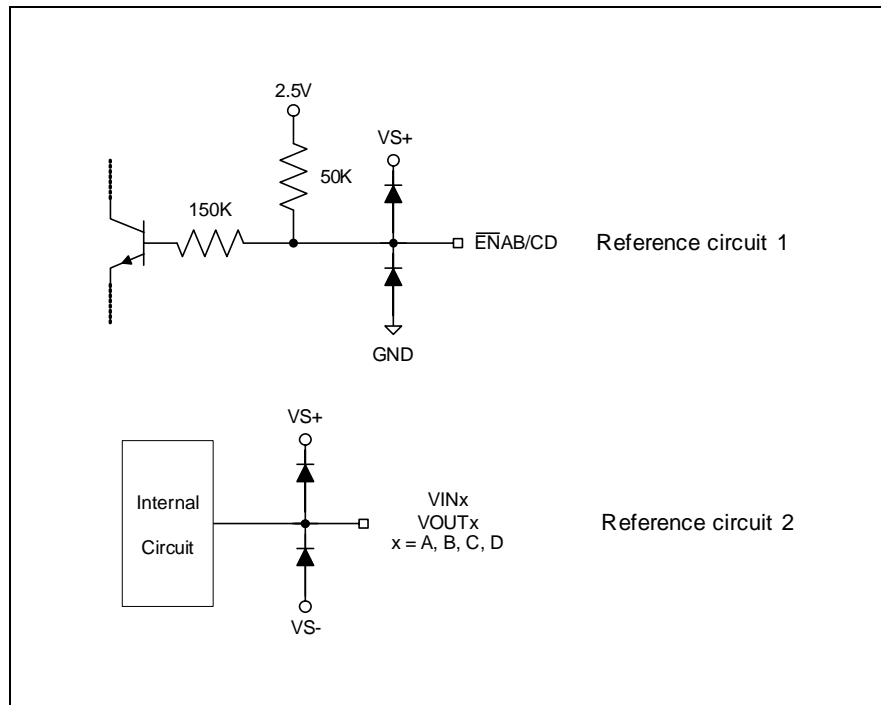 2.5V
VS+
50K
150K
E̅N̅AB/CD
Reference circuit 1
GND
VS+
Internal
Circuit
VINx
VOUTx
x = A, B, C, D
Reference circuit 2
VS-